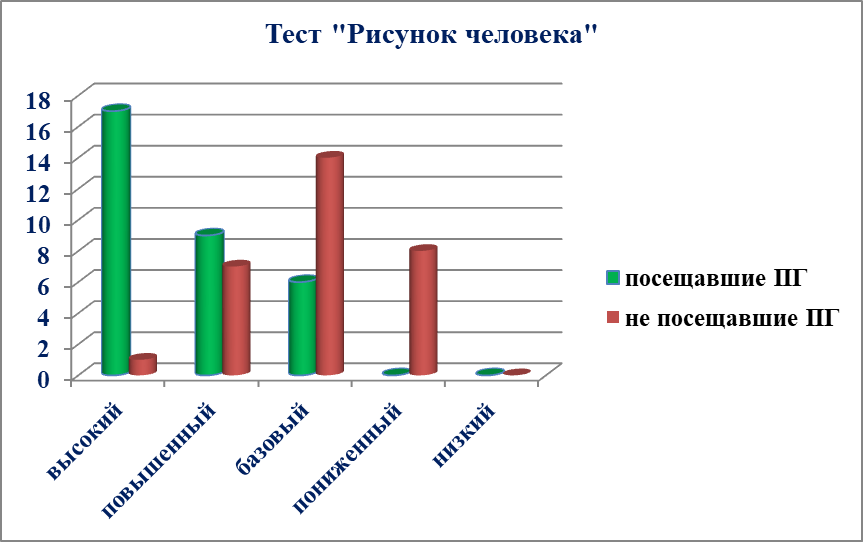 Тест "Рисунок человека"
18
16
14
12
10
8
6
4
2
0
высокий
повышенный
базовый
пониженный
низкий
посещавшие ПГ
не посещавшие ПГ